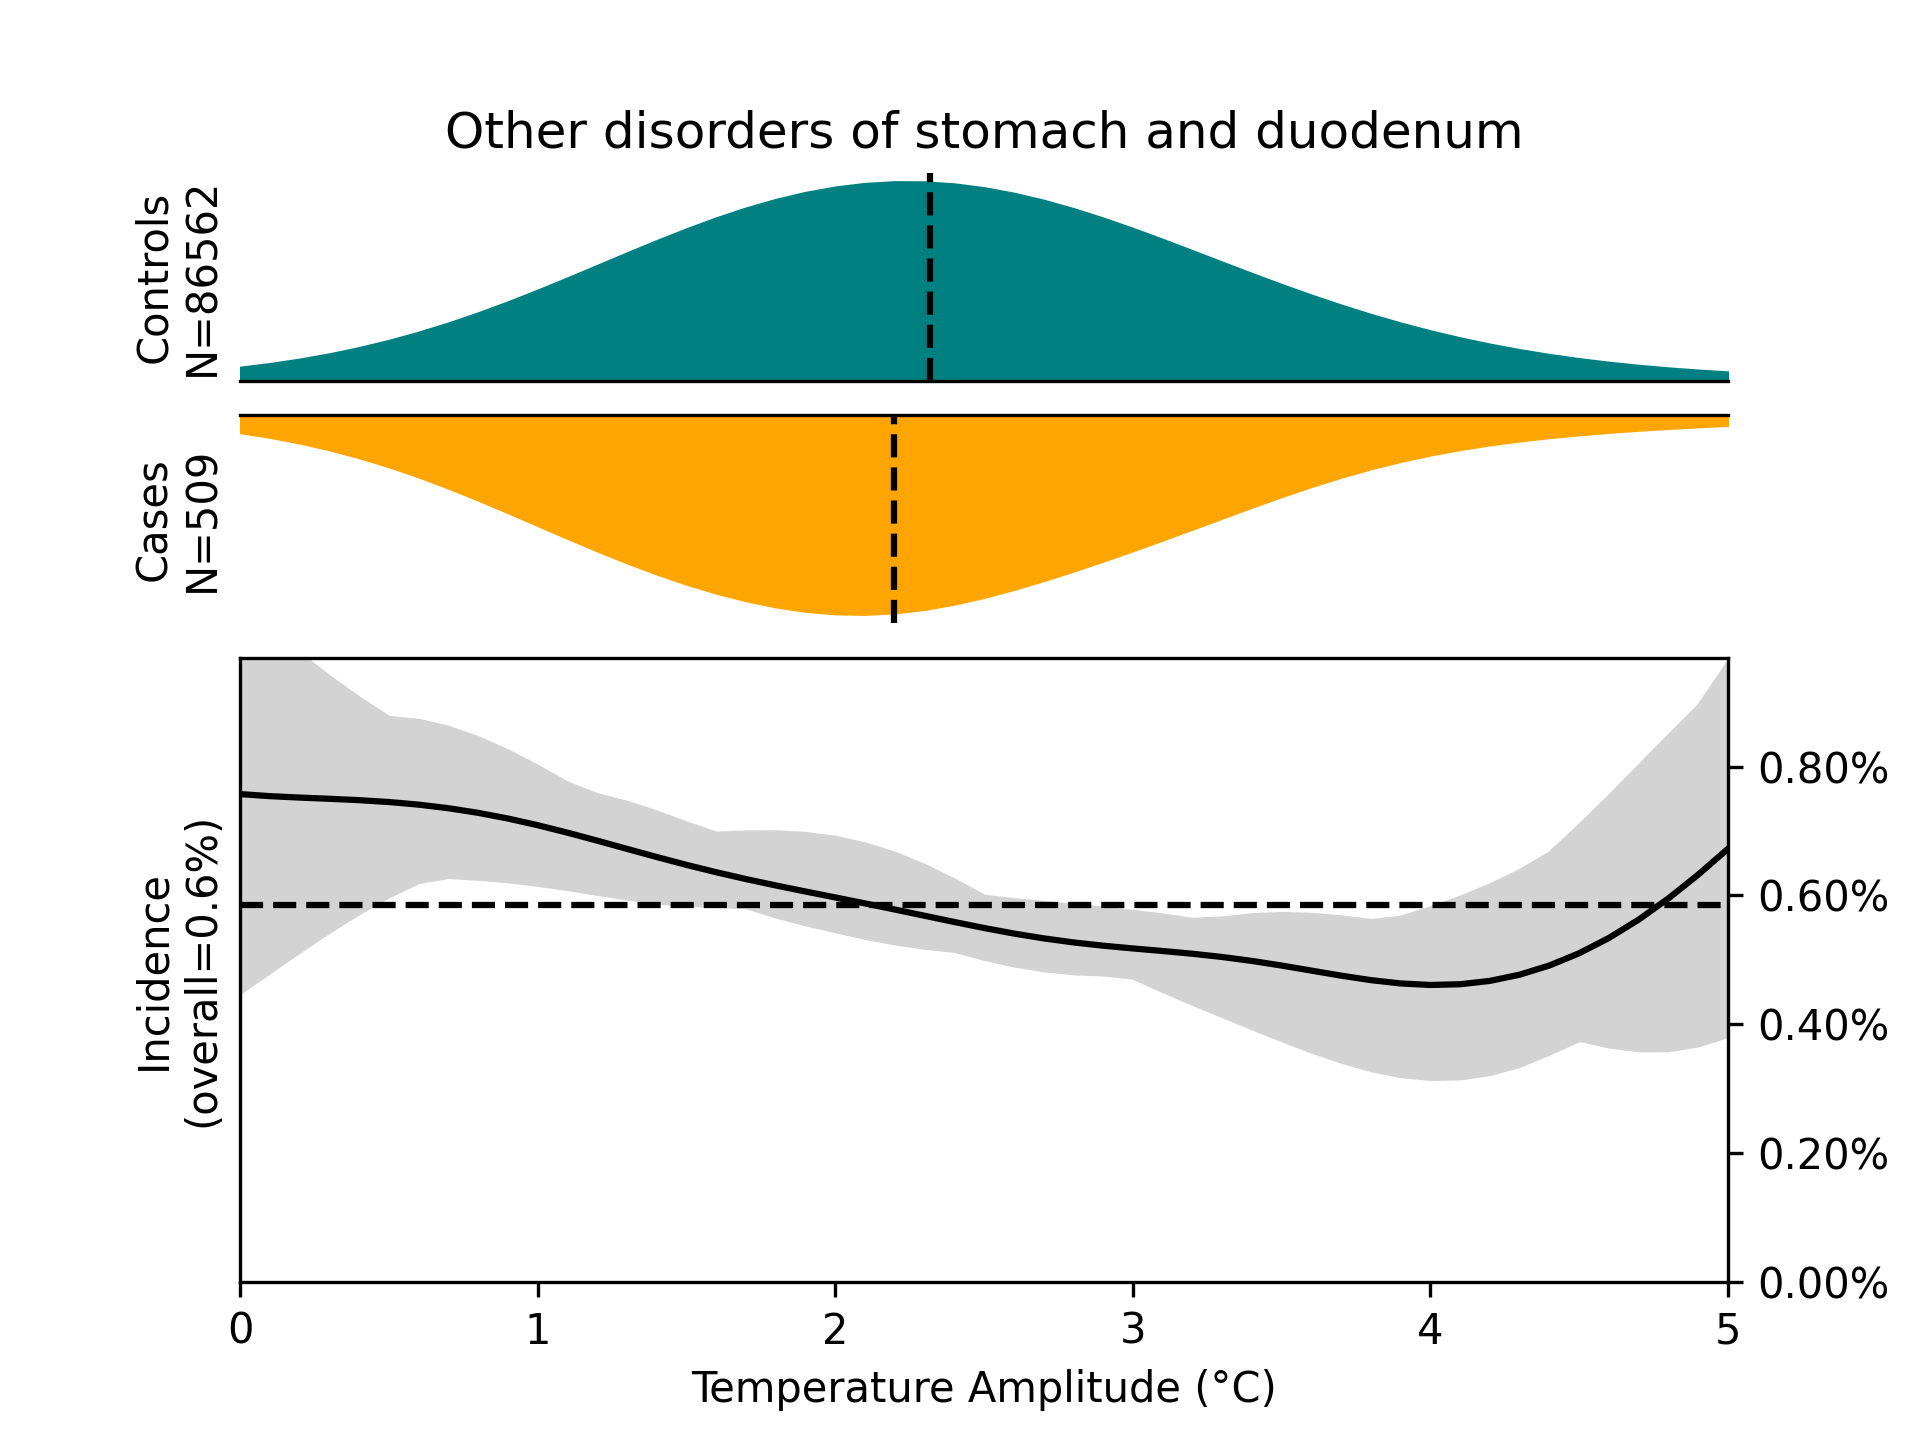 Other disorders of stomach and duodenum
Controls
N=86562
Cases
N=509
Incidence
(overall=0.6%)
0.80%
0.60%
0.40%
0.20%
0.00%
0
1
2
3
4
5
Temperature Amplitude (°C)